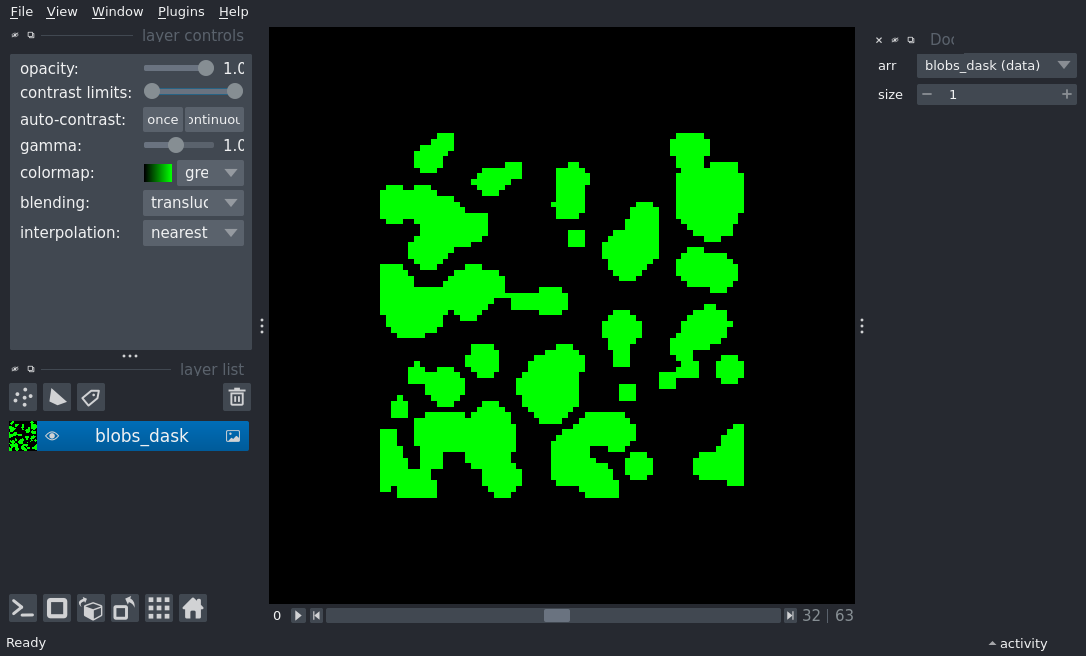 File View Window Plugins Help
layer controls
opacity: 1.0
contrast limits:
auto-contrast: once ontinuou
gamma: 1.0
colormap: gre
blending: transluc
interpolation: nearest
layer list
blobs_dask
0 32 | 63
Ready
Doc
arr blobs_dask (data)
size 1
activity